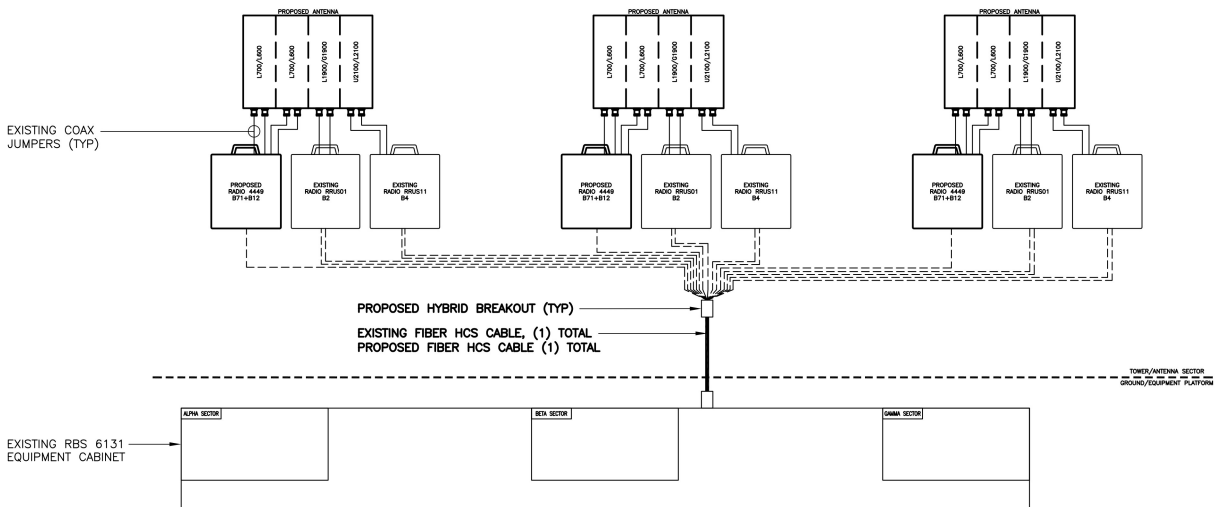 PROPOSED ANTENNA
L700/L600
L700/L600
L1900/G1900
U2100/L2100
PROPOSED ANTENNA
L700/L600
L700/L600
L1900/G1900
U2100/L2100
PROPOSED ANTENNA
L700/L600
L700/L600
L1900/G1900
U2100/L2100
EXISTING COAX
JUMPERS (TYP)
PROPOSED
RADIO 4449
B71+B12
EXISTING
RADIO RRUS01
B2
EXISTING
RADIO RRUS11
B4
PROPOSED
RADIO 4449
B71+B12
EXISTING
RADIO RRUS01
B2
EXISTING
RADIO RRUS11
B4
PROPOSED
RADIO 4449
B71+B12
EXISTING
RADIO RRUS01
B2
EXISTING
RADIO RRUS11
B4
PROPOSED HYBRID BREAKOUT (TYP)
EXISTING FIBER HCS CABLE, (1) TOTAL
PROPOSED FIBER HCS CABLE (1) TOTAL
TOWER/ANTENNA SECTOR
GROUND/EQUIPMENT PLATFORM
ALPHA SECTOR
BETA SECTOR
GAMMA SECTOR
EXISTING RBS 6131
EQUIPMENT CABINET